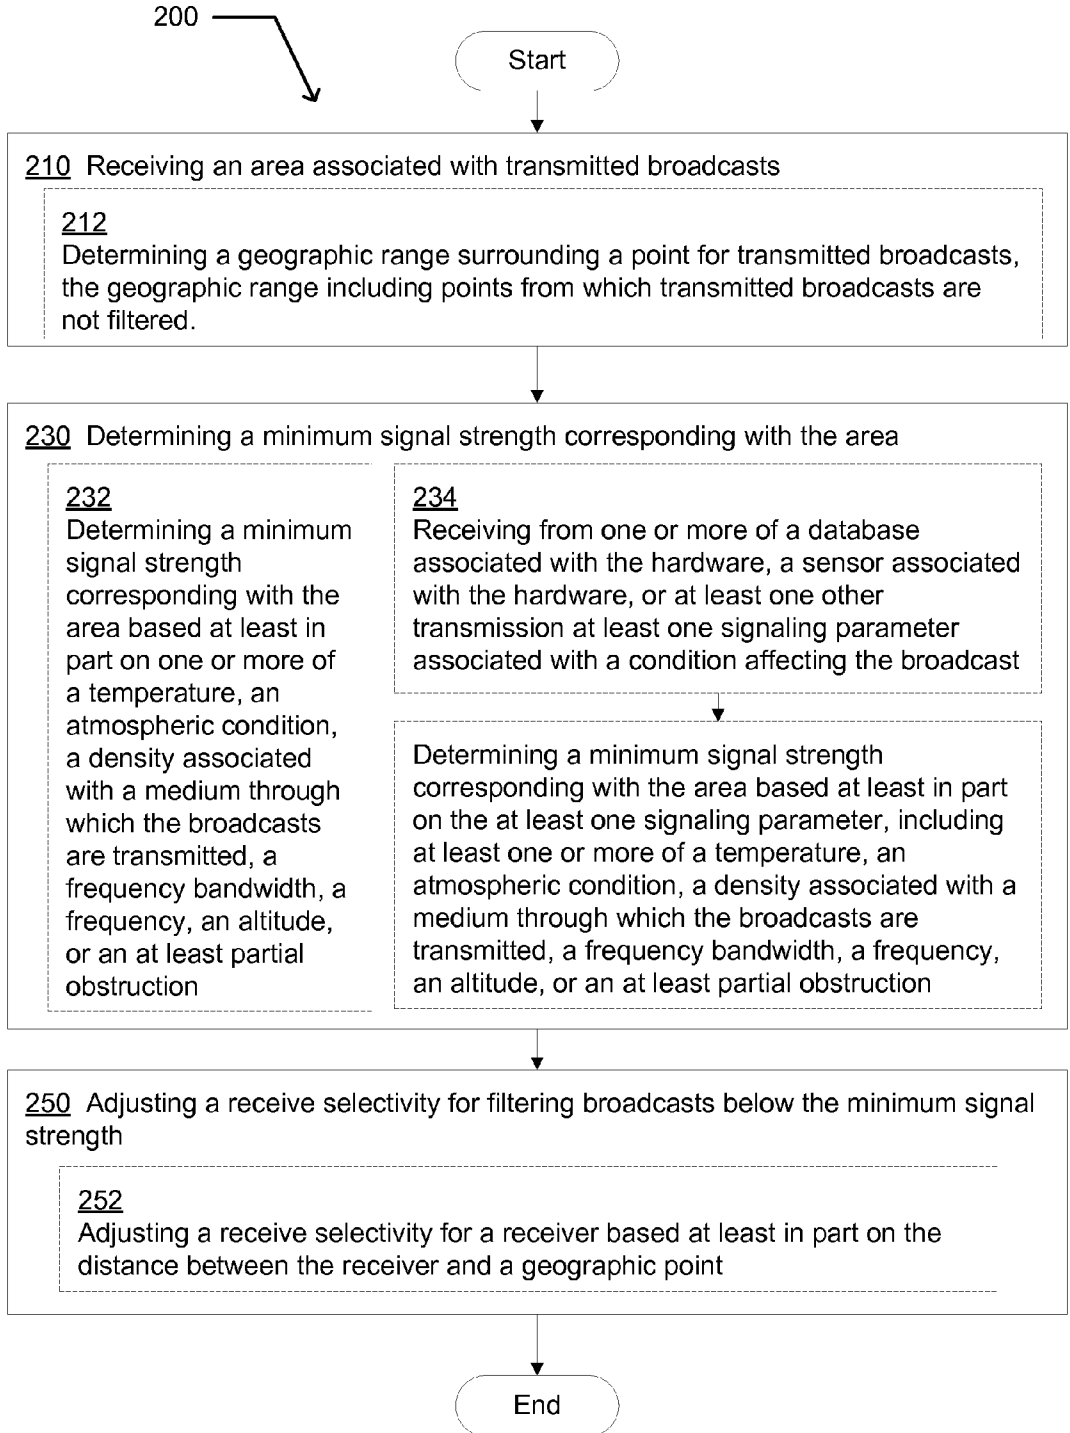 200
Start
210 Receiving an area associated with transmitted broadcasts
212
Determining a geographic range surrounding a point for transmitted broadcasts,
the geographic range including points from which transmitted broadcasts are
not filtered.
230 Determining a minimum signal strength corresponding with the area
232
Determining a minimum
signal strength
corresponding with the
area based at least in
part on one or more of
a temperature, an
atmospheric condition,
a density associated
with a medium through
which the broadcasts
are transmitted, a
frequency bandwidth, a
frequency, an altitude,
or an at least partial
obstruction
234
Receiving from one or more of a database
associated with the hardware, a sensor associated
with the hardware, or at least one other
transmission at least one signaling parameter
associated with a condition affecting the broadcast
Determining a minimum signal strength
corresponding with the area based at least in part
on the at least one signaling parameter, including
at least one or more of a temperature, an
atmospheric condition, a density associated with a
medium through which the broadcasts are
transmitted, a frequency bandwidth, a frequency,
an altitude, or an at least partial obstruction
250 Adjusting a receive selectivity for filtering broadcasts below the minimum signal
strength
252
Adjusting a receive selectivity for a receiver based at least in part on the
distance between the receiver and a geographic point
End